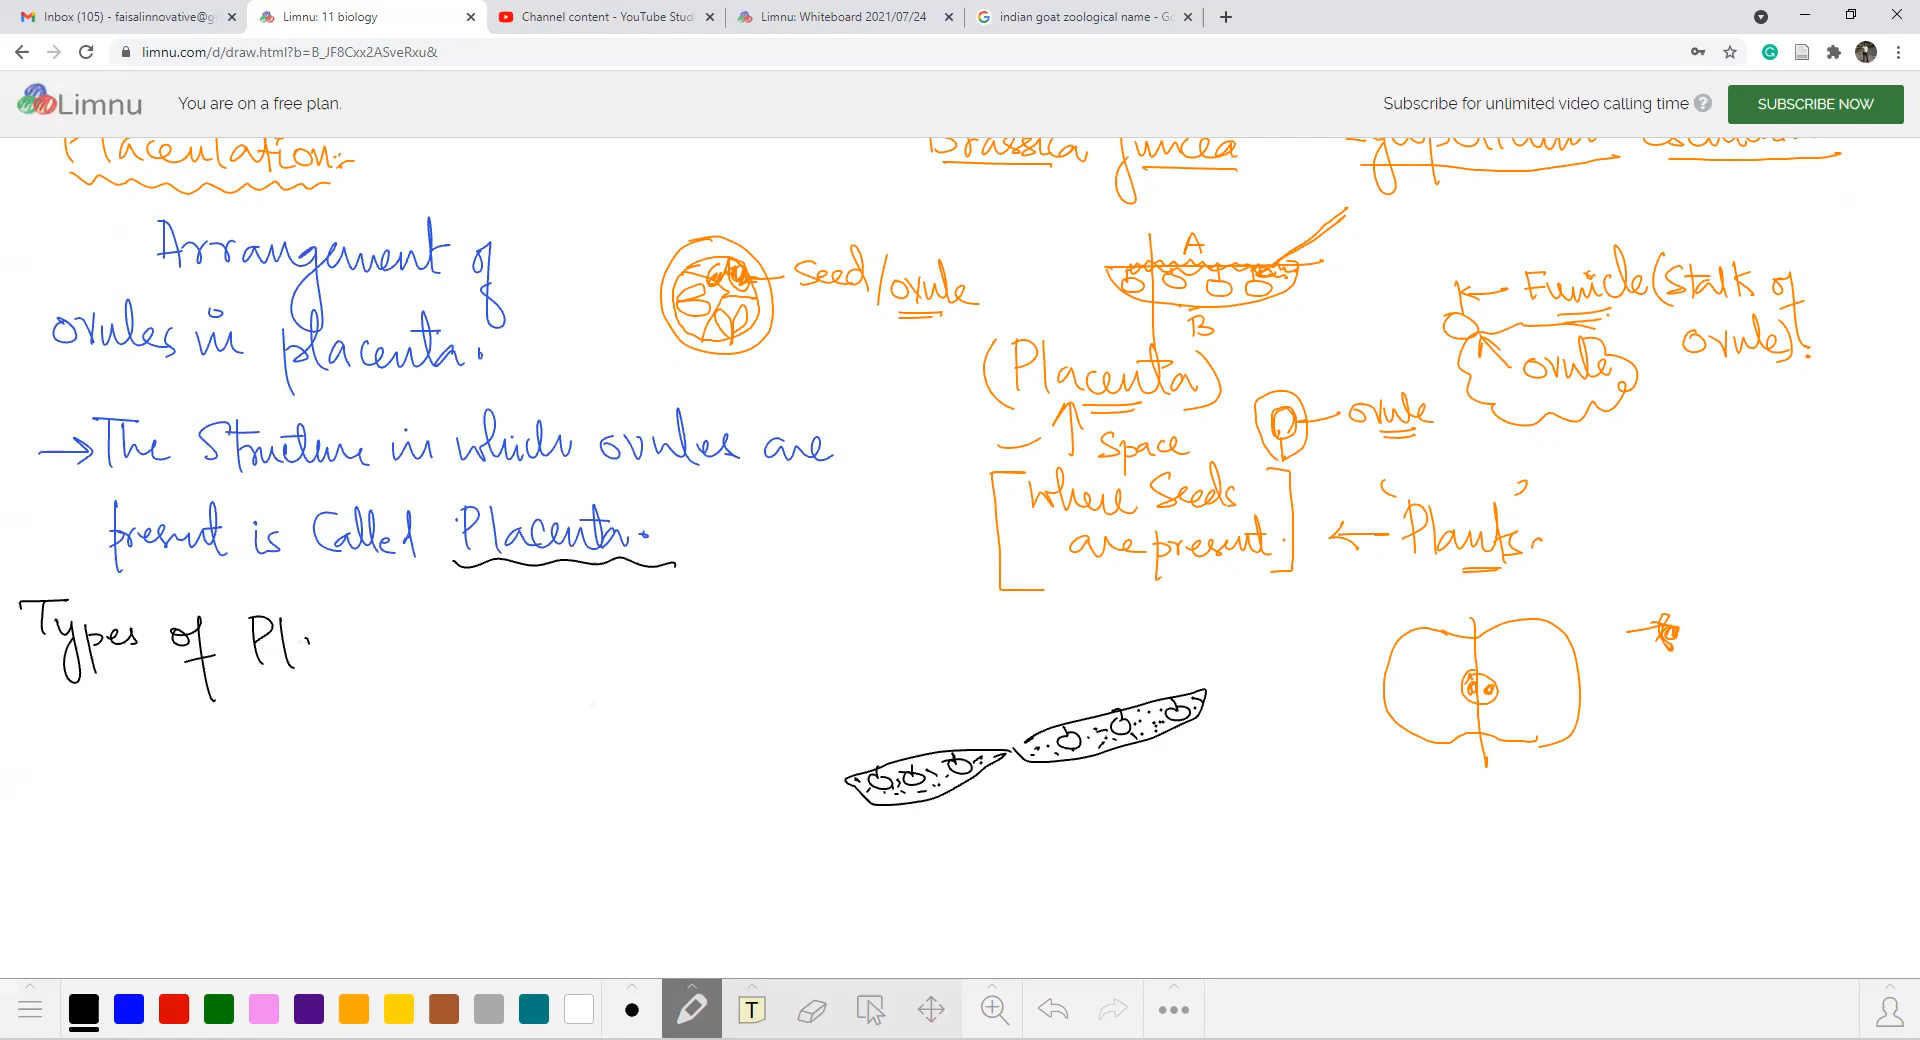 Inbox (105) - faisalinnovative@g
Limnu: 11 biology
Channel content - YouTube Studi
Limnu: Whiteboard 2021/07/24
indian goat zoological name - Go
limnu.com/d/draw.html?b=B_JF8Cxx2ASveRxu&
Limnu
You are on a free plan.
Subscribe for unlimited video calling time ?
SUBSCRIBE NOW
Placentation:-
Brassica juncea
Arrangement of
ovules in placenta.
→ The Structure in which ovules are
present is Called Placenta.
Types of Pl.
Seed/ovule
A
B
(Placenta)
Space
[where Seeds
are present.]
ovule
← "Plants"
← Funicle (Stalk of
ovule).
ovule
T